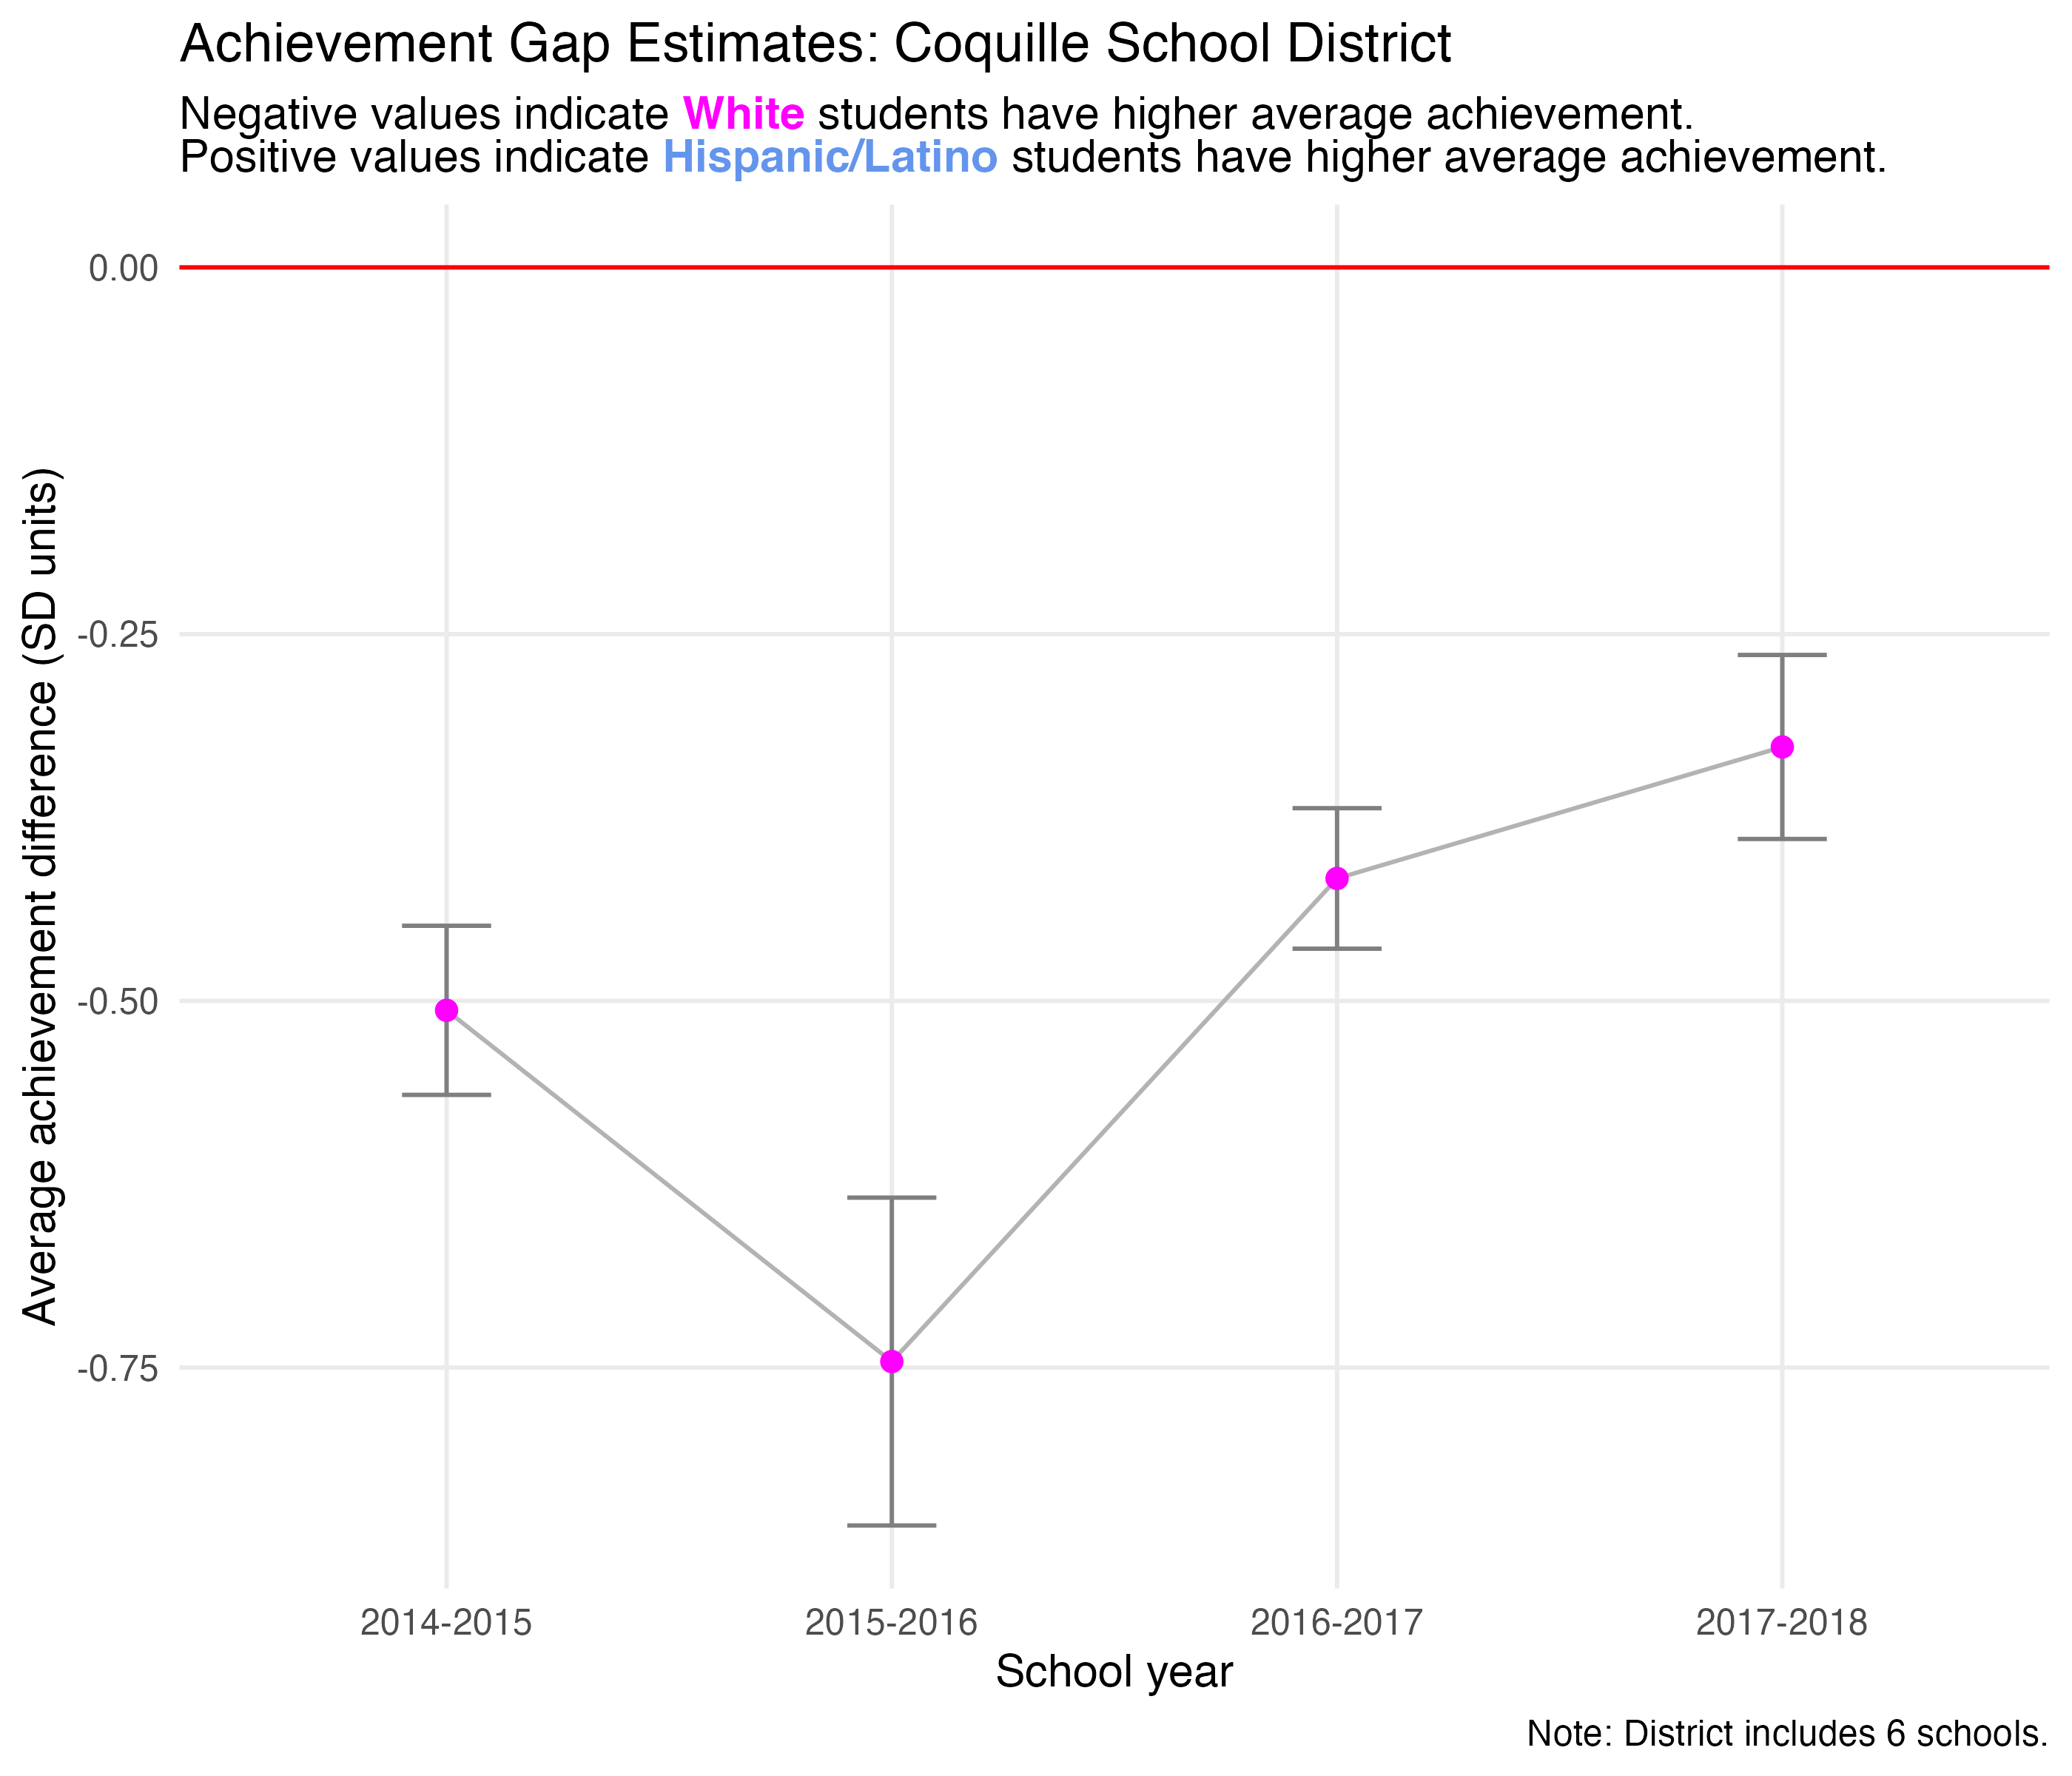 Achievement Gap Estimates: Coquille School District
Negative values indicate White students have higher average achievement.
Positive values indicate Hispanic/Latino students have higher average achievement.
Average achievement difference (SD units)
0.00
-0.25
-0.50
-0.75
2014-2015
2015-2016
2016-2017
2017-2018
School year
Note: District includes 6 schools.